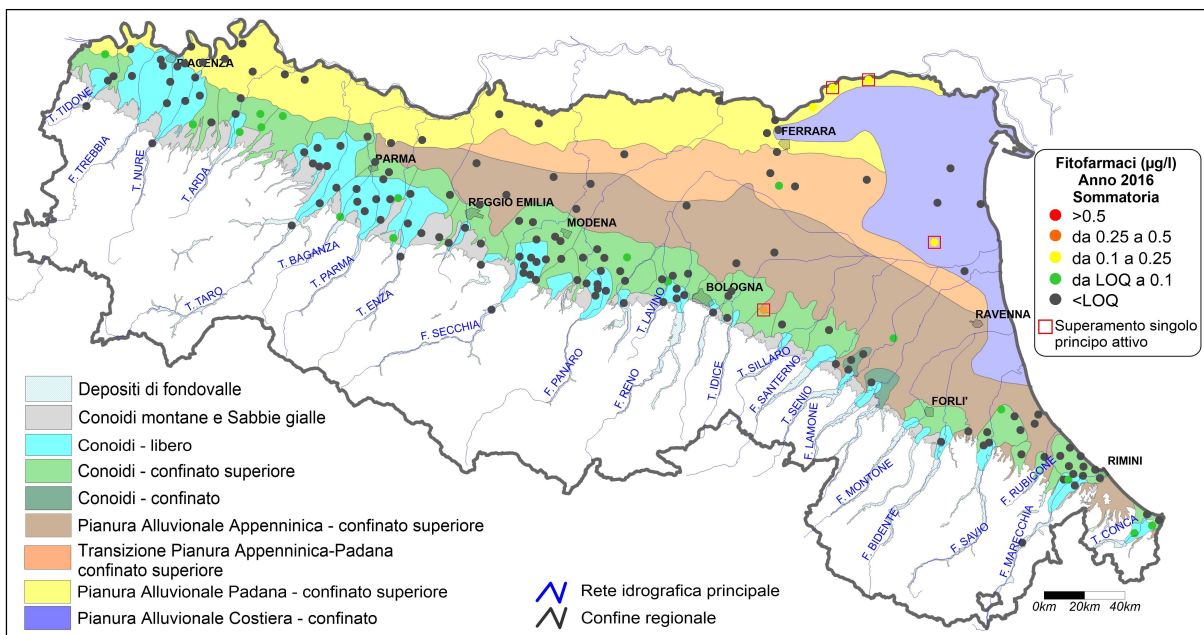 PIACENZA
FERRARA
PARMA
REGGIO EMILIA
MODENA
BOLOGNA
RAVENNA
FORLI'
RIMINI
T. TIDONE
F. TREBBIA
T. NURE
T. ARDA
T. TARO
T. BAGANZA
T. PARMA
T. ENZA
F. SECCHIA
F. PANARO
F. RENO
T. LAVINO
T. IDICE
T. SILLARO
F. SANTERNO
T. SENIO
F. LAMONE
F. MONTONE
F. BIDENTE
F. SAVIO
F. RUBICONE
F. MARECCHIA
T. CONCA
Fitofarmaci (µg/l)
Anno 2016
Sommatoria
>0.5
da 0.25 a 0.5
da 0.1 a 0.25
da LOQ a 0.1
<LOQ
Superamento singolo
principo attivo
Depositi di fondovalle
Conoidi montane e Sabbie gialle
Conoidi - libero
Conoidi - confinato superiore
Conoidi - confinato
Pianura Alluvionale Appenninica - confinato superiore
Transizione Pianura Appenninica-Padana
confinato superiore
Pianura Alluvionale Padana - confinato superiore
Pianura Alluvionale Costiera - confinato
Rete idrografica principale
Confine regionale
0km 20km 40km